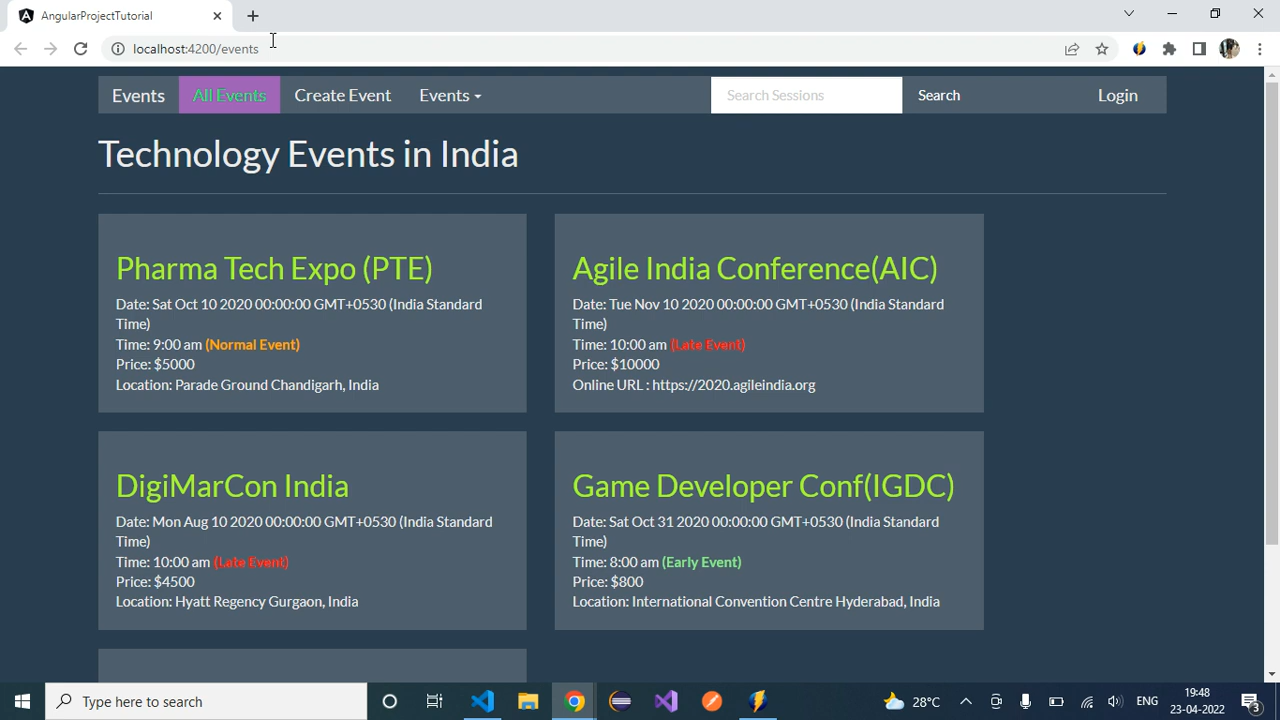 AngularProjectTutorial
localhost:4200/events
Events All Events Create Event Events Search Sessions Search Login
Technology Events in India
Pharma Tech Expo (PTE)
Date: Sat Oct 10 2020 00:00:00 GMT+0530 (India Standard
Time)
Time: 9:00 am (Normal Event)
Price: $5000
Location: Parade Ground Chandigarh, India
Agile India Conference(AIC)
Date: Tue Nov 10 2020 00:00:00 GMT+0530 (India Standard
Time)
Time: 10:00 am (Late Event)
Price: $10000
Online URL : https://2020.agileindia.org
DigiMarCon India
Date: Mon Aug 10 2020 00:00:00 GMT+0530 (India Standard
Time)
Time: 10:00 am (Late Event)
Price: $4500
Location: Hyatt Regency Gurgaon, India
Game Developer Conf(IGDC)
Date: Sat Oct 31 2020 00:00:00 GMT+0530 (India Standard
Time)
Time: 8:00 am (Early Event)
Price: $800
Location: International Convention Centre Hyderabad, India
Type here to search
28°C
ENG
19:48
23-04-2022
3